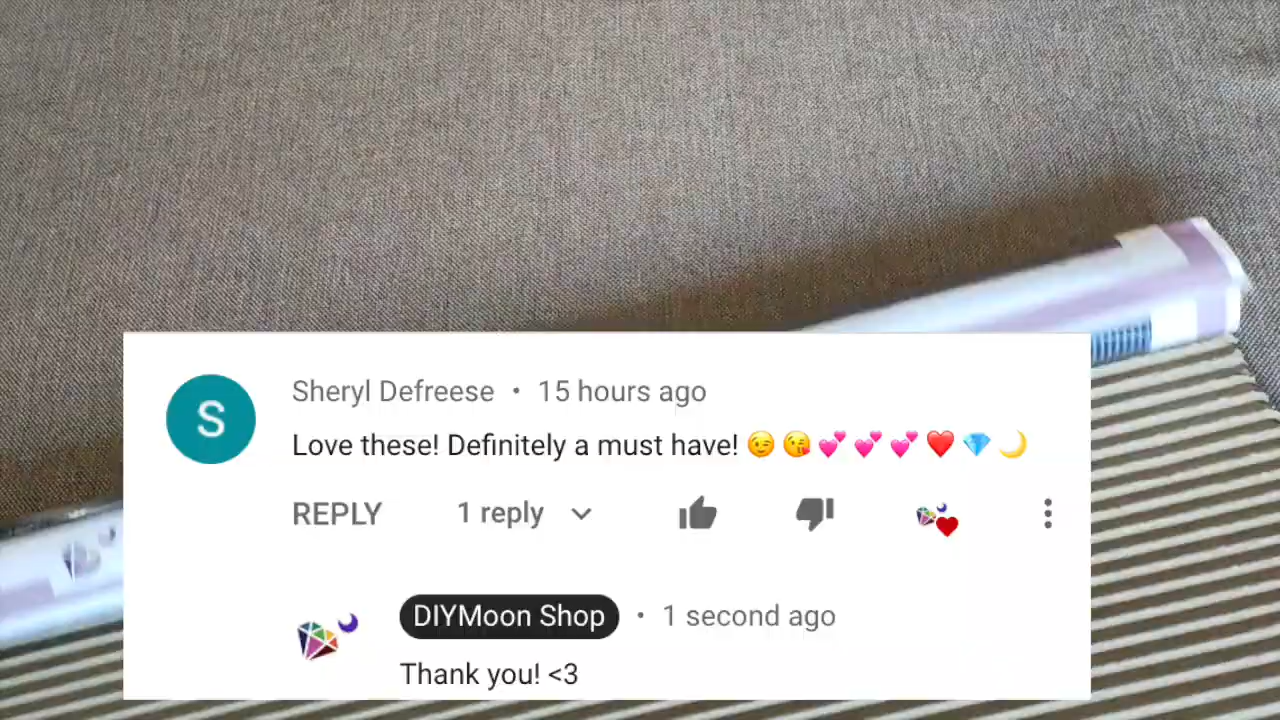 Sheryl Defreese • 15 hours ago
Love these! Definitely a must have! 😉 😘 💕 💕 💕 ❤️ 💎 🌙
REPLY 1 reply
DIYMoon Shop • 1 second ago
Thank you! <3
S